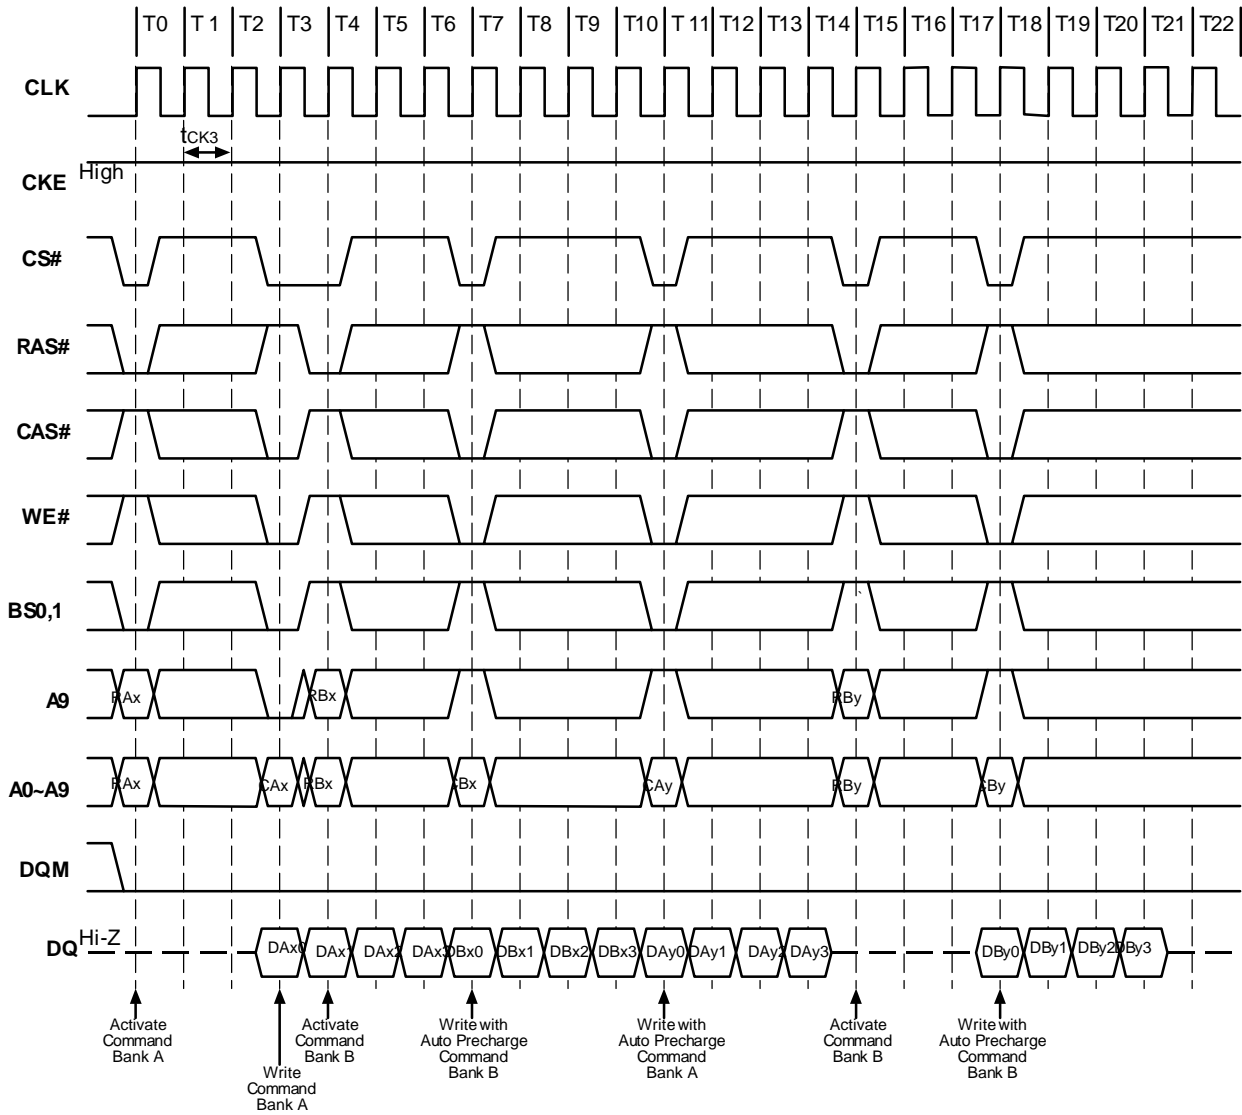 T0 T 1 T2 T3 T4 T5 T6 T7 T8 T9 T10 T 11 T12 T13 T14 T15 T16 T17 T18 T19 T20 T21 T22
CLK
tCK3
High
CKE
CS#
RAS#
CAS#
WE#
BS0,1
A9 RAx RBx RBy
A0~A9 RAx CAx RBx CBx CAy RBy CBy
DQM
DQ Hi-Z DAx0 DAx1 DAx2 DAx3 DBx0 DBx1 DBx2 DBx3 DAy0 DAy1 DAy2 DAy3 DBy0 DBy1 DBy2 DBy3
Activate
Command
Bank A
Write
Command
Bank A
Activate
Command
Bank B
Write with
Auto Precharge
Command
Bank B
Write with
Auto Precharge
Command
Bank A
Activate
Command
Bank B
Write with
Auto Precharge
Command
Bank B